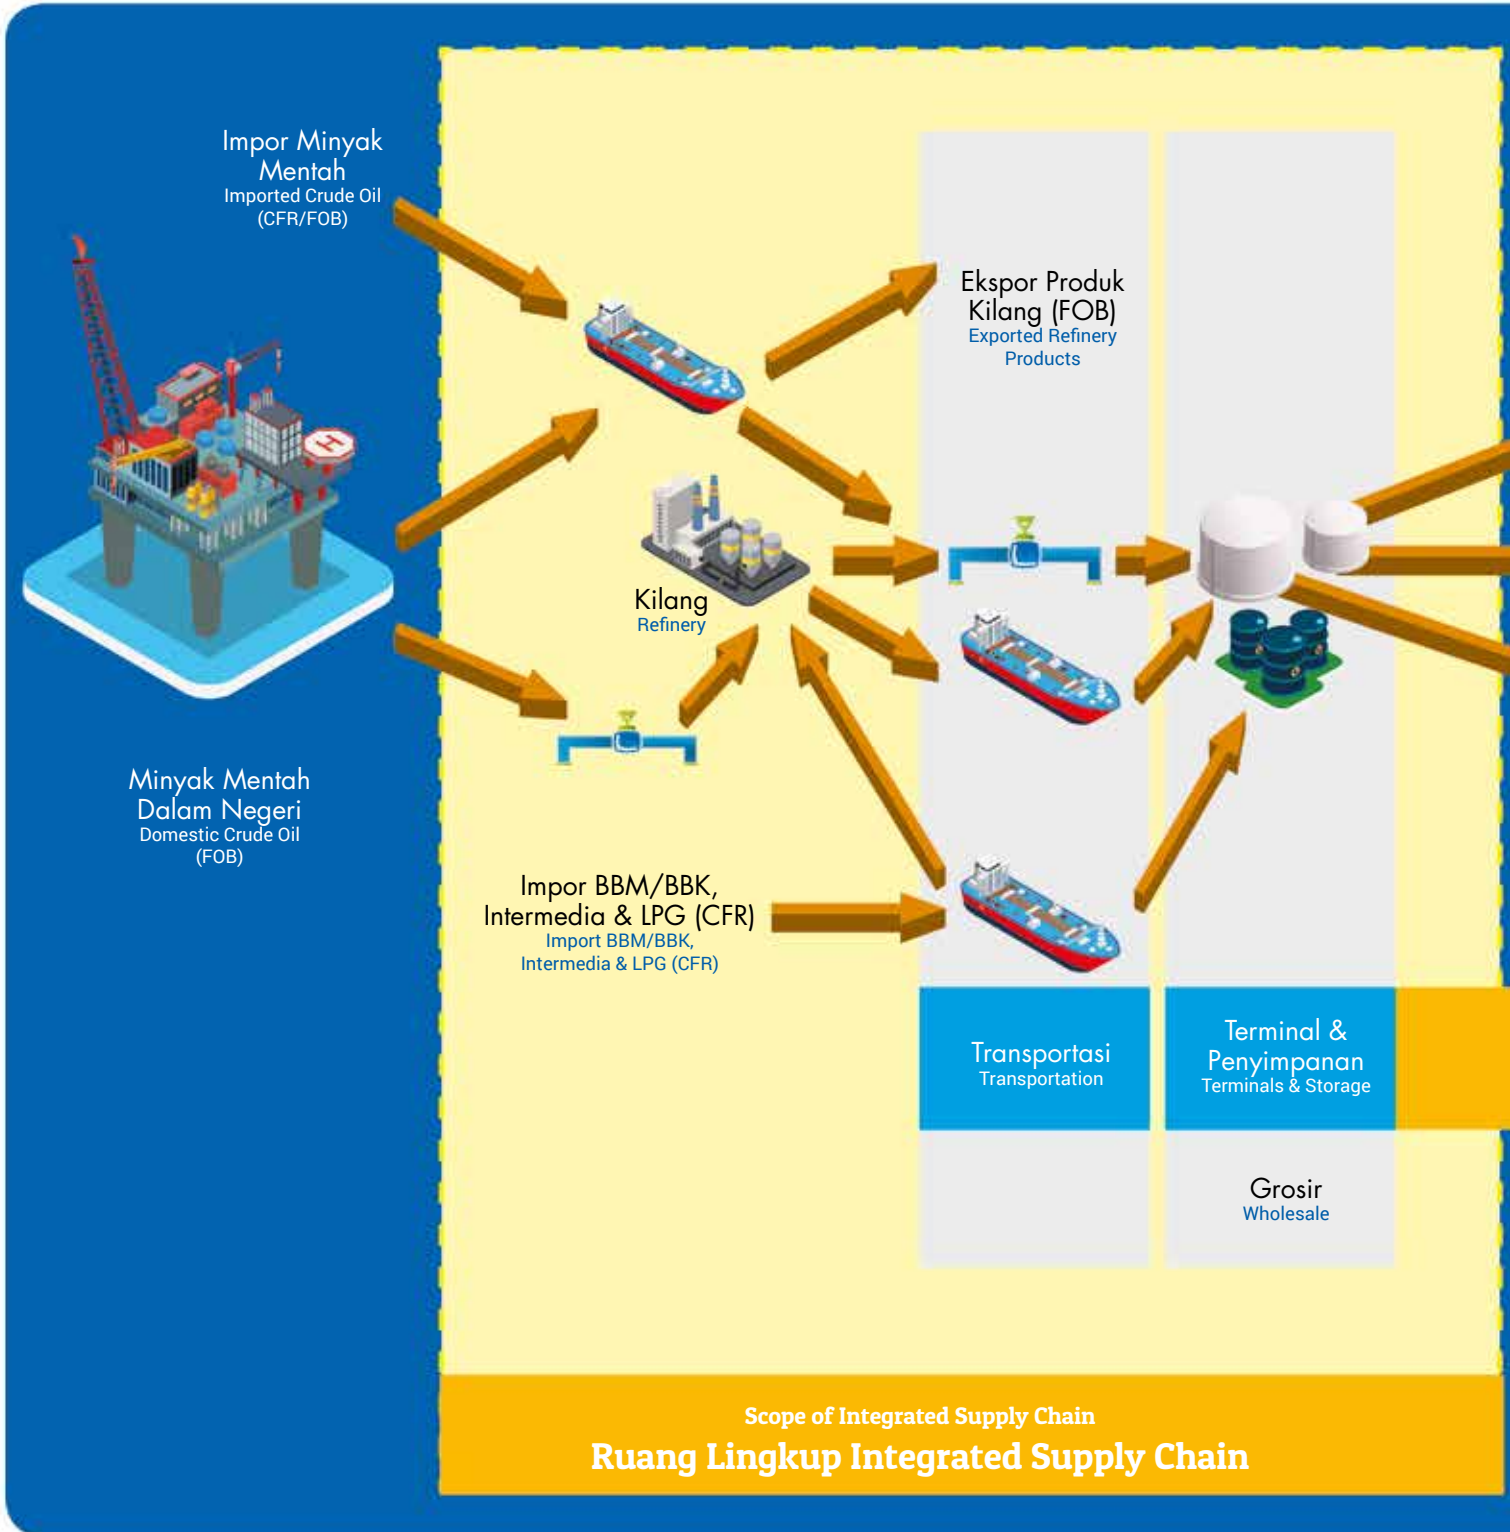 Impor Minyak
Mentah
Imported Crude Oil
(CFR/FOB)
Ekspor Produk
Kilang (FOB)
Exported Refinery
Products
H
Kilang
Refinery
Minyak Mentah
Dalam Negeri
Domestic Crude Oil
(FOB)
Impor BBM/BBK,
Intermedia & LPG (CFR)
Import BBM/BBK,
Intermedia & LPG (CFR)
Transportasi
Transportation
Terminal &
Penyimpanan
Terminals & Storage
Grosir
Wholesale
Scope of Integrated Supply Chain
Ruang Lingkup Integrated Supply Chain